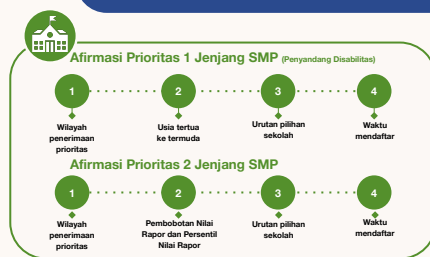 Afirmasi Prioritas 1 Jenjang SMP (Penyandang Disabilitas)
1 2 3 4
Wilayah penerimaan prioritas
Usia tertua ke termuda
Urutan pilihan sekolah
Waktu mendaftar
Afirmasi Prioritas 2 Jenjang SMP
1 2 3 4
Wilayah penerimaan prioritas
Pembobotan Nilai Rapor dan Persentil Nilai Rapor
Urutan pilihan sekolah
Waktu mendaftar